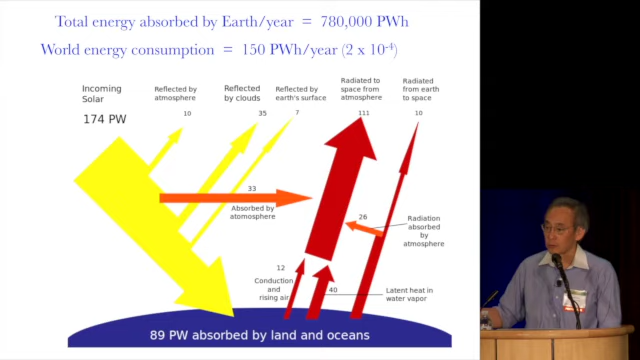 Total energy absorbed by Earth/year = 780,000 PWh
World energy consumption = 150 PWh/year (2 x 10⁻⁴)
Incoming
Solar
174 PW
Reflected by
atmosphere
10
Reflected
by clouds
35
Reflected by
earth's surface
7
Radiated to
space from
atmosphere
111
Radiated
from earth
to space
10
33
Absorbed by
atomosphere
26
Radiation
absorbed
by
atmosphere
12
Conduction
and
rising air
40
Latent heat in
water vapor
89 PW absorbed by land and oceans